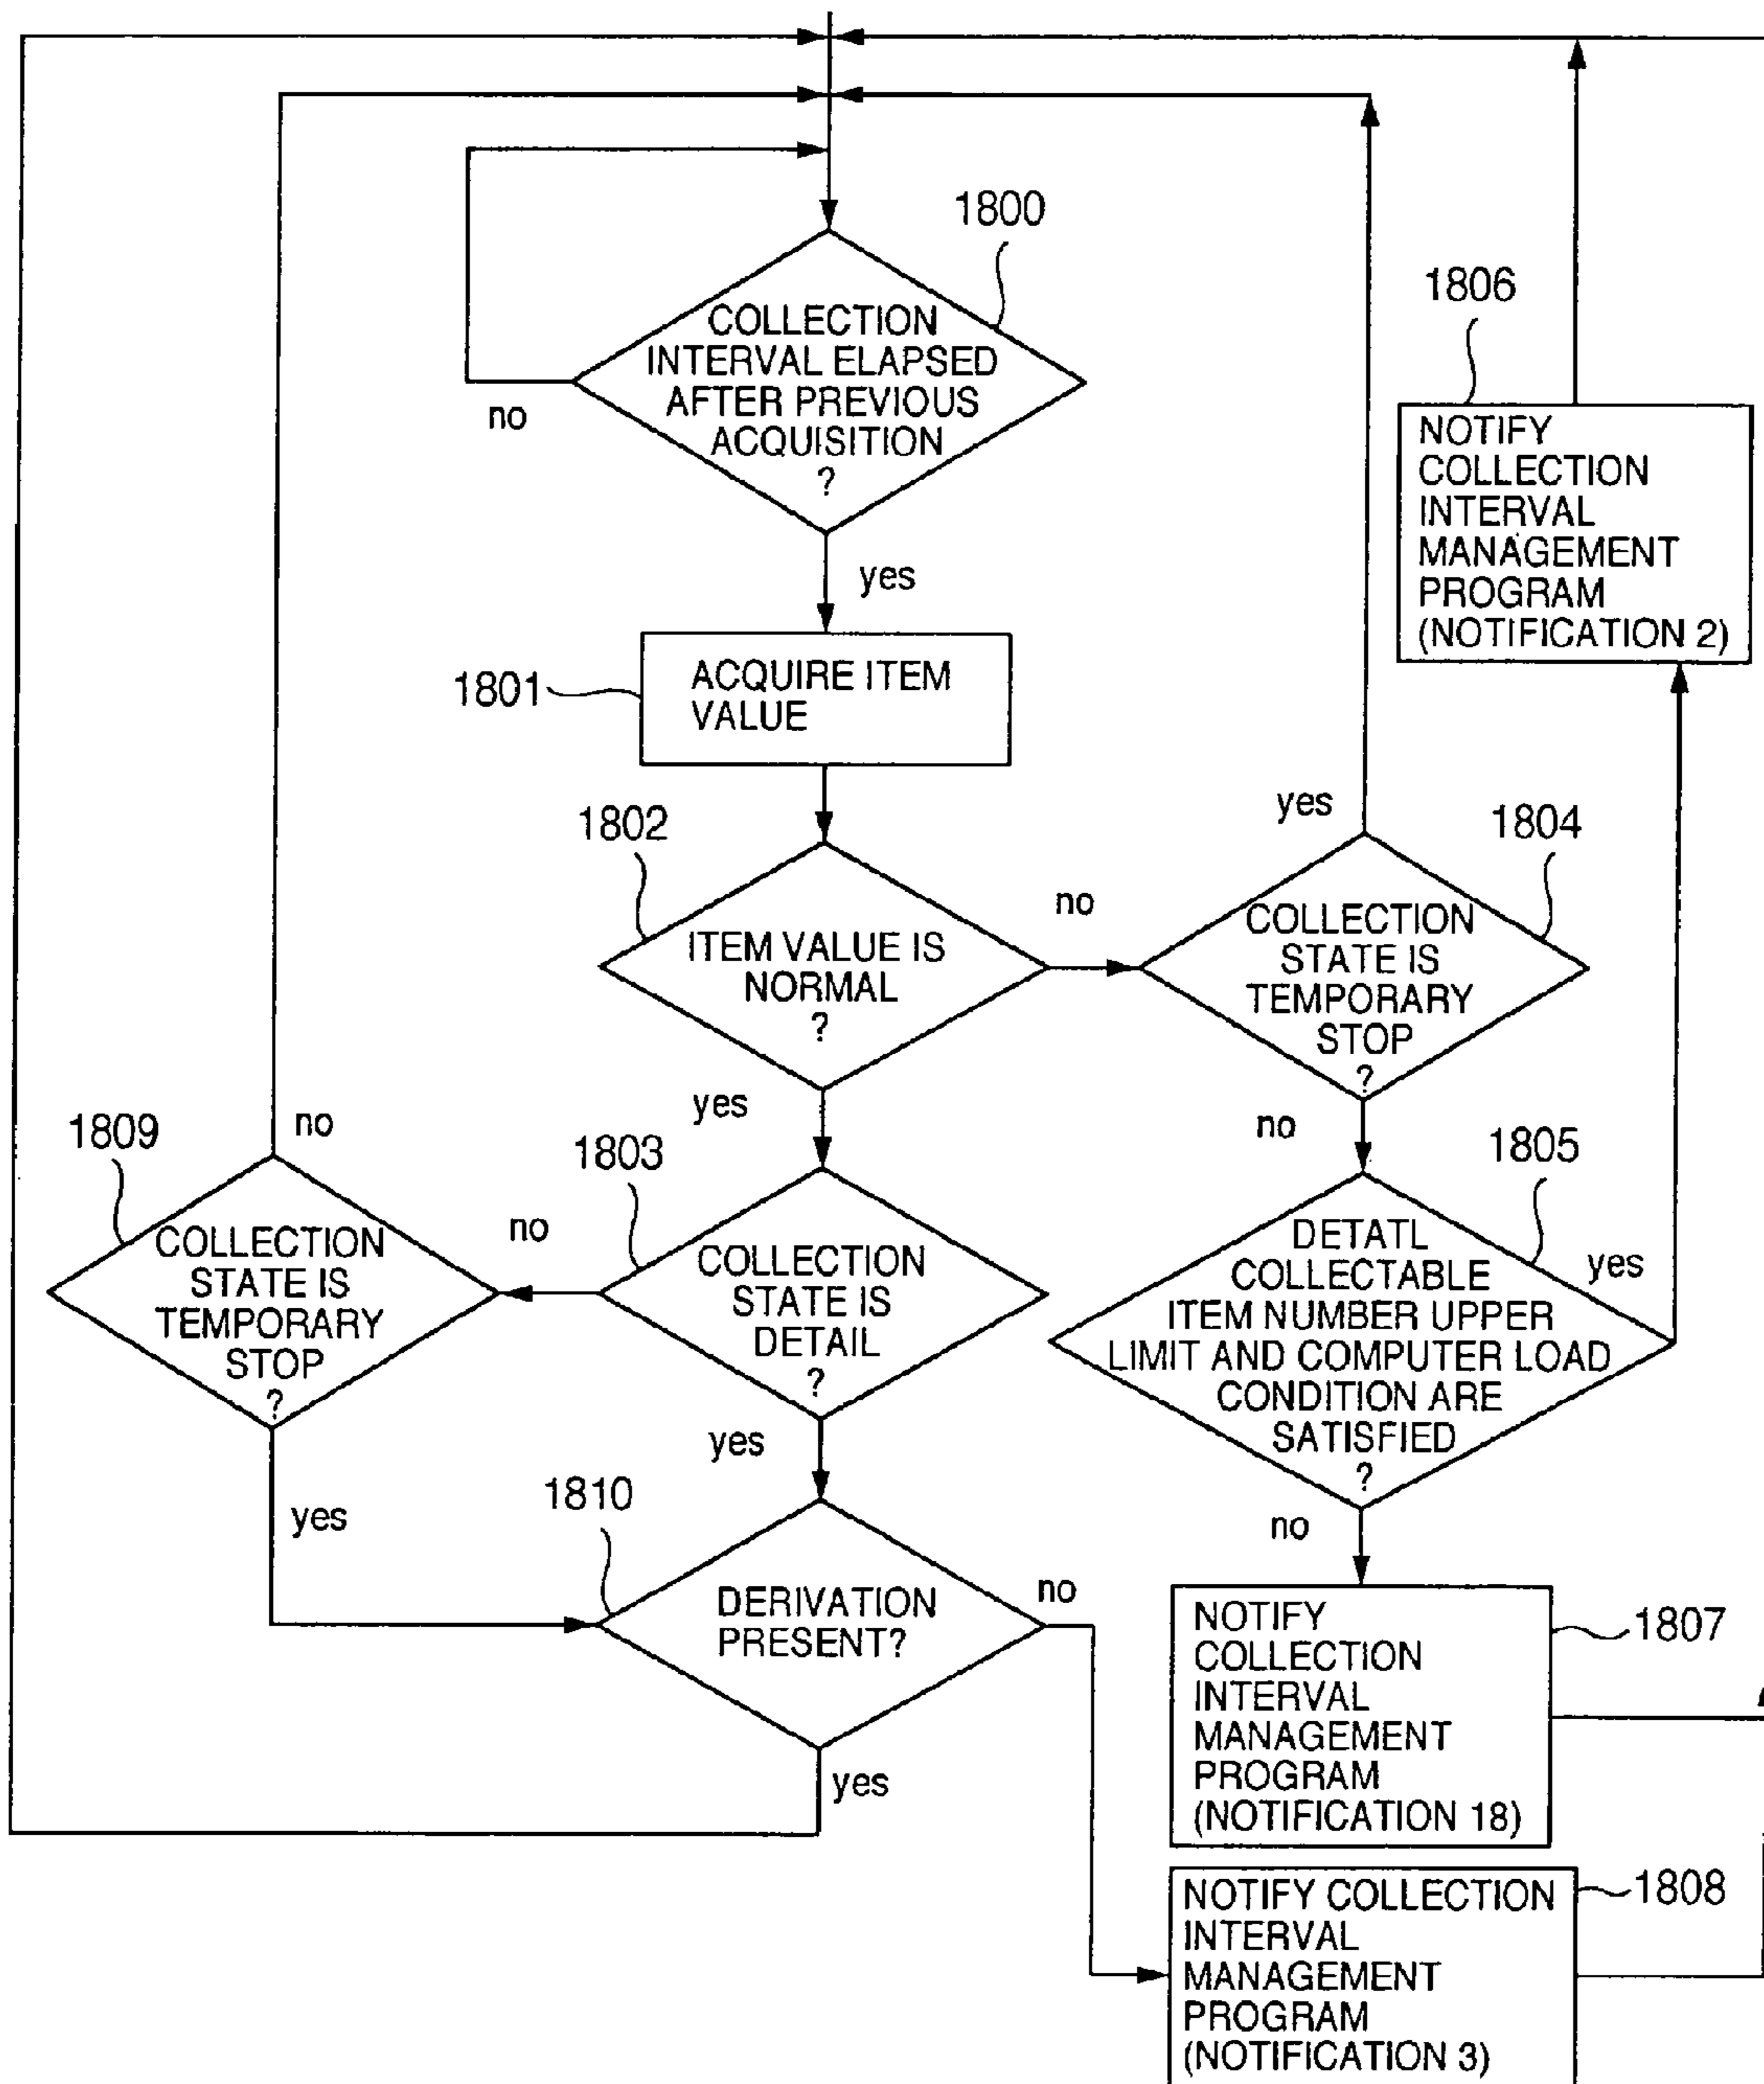 1800
COLLECTION
INTERVAL ELAPSED
AFTER PREVIOUS
ACQUISITION
?
no
yes
1806
NOTIFY
COLLECTION
INTERVAL
MANAGEMENT
PROGRAM
(NOTIFICATION 2)
1801
ACQUIRE ITEM
VALUE
1802
ITEM VALUE IS
NORMAL
?
no
yes
yes
1804
COLLECTION
STATE IS
TEMPORARY
STOP
?
no
1809
no
COLLECTION
STATE IS
TEMPORARY
STOP
?
yes
1803
no
COLLECTION
STATE IS
DETAIL
?
yes
1805
DETATL
COLLECTABLE
ITEM NUMBER UPPER
LIMIT AND COMPUTER LOAD
CONDITION ARE
SATISFIED
?
yes
no
1810
DERIVATION
PRESENT?
no
yes
NOTIFY
COLLECTION
INTERVAL
MANAGEMENT
PROGRAM
(NOTIFICATION 18)
1807
NOTIFY COLLECTION
INTERVAL
MANAGEMENT
PROGRAM
(NOTIFICATION 3)
1808